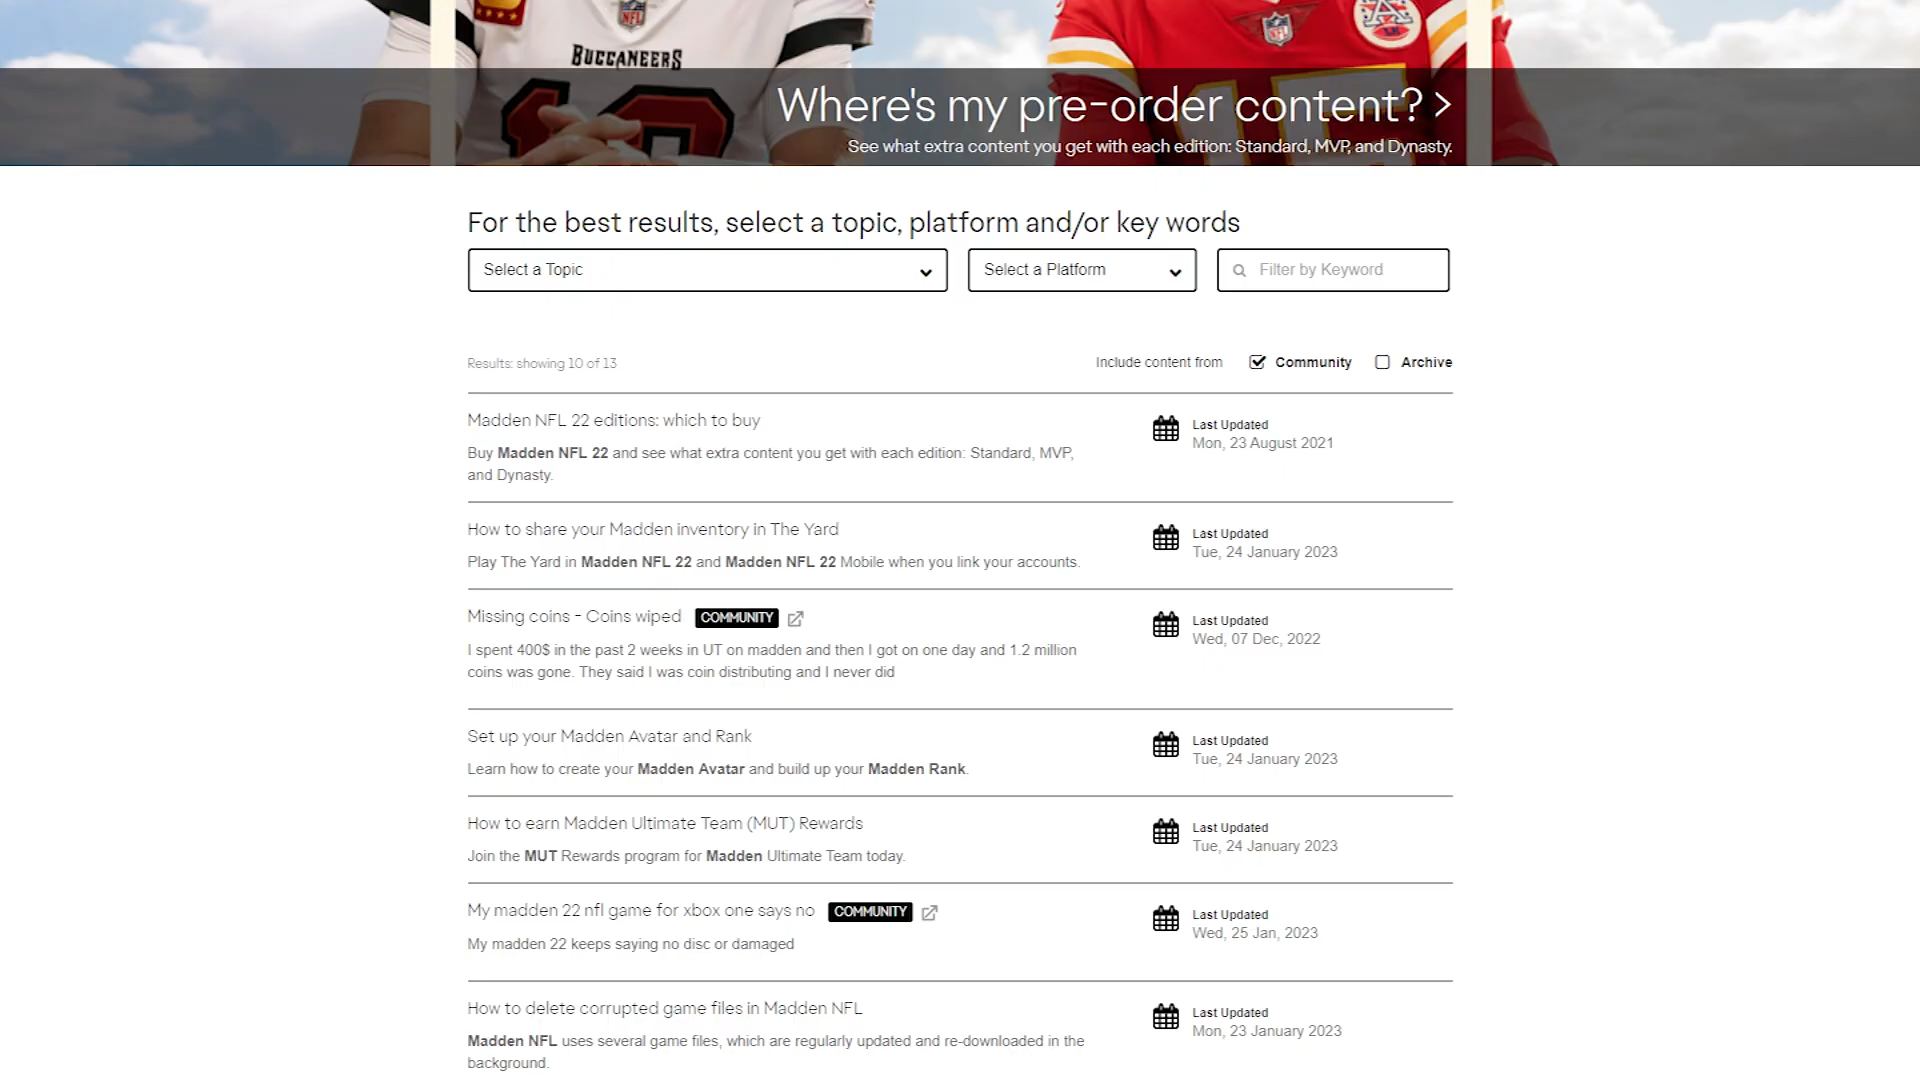 NFL
NFL
BUCCANEERS
Where's my pre-order content? >
See what extra content you get with each edition: Standard, MVP, and Dynasty.
For the best results, select a topic, platform and/or key words
Select a Topic
Select a Platform
Filter by Keyword
Results: showing 10 of 13
Include content from
Community
Archive
Madden NFL 22 editions: which to buy
Last Updated
Mon, 23 August 2021
Buy Madden NFL 22 and see what extra content you get with each edition: Standard, MVP,
and Dynasty.
How to share your Madden inventory in The Yard
Last Updated
Tue, 24 January 2023
Play The Yard in Madden NFL 22 and Madden NFL 22 Mobile when you link your accounts.
Missing coins - Coins wiped COMMUNITY
Last Updated
Wed, 07 Dec, 2022
I spent 400$ in the past 2 weeks in UT on madden and then I got on one day and 1.2 million
coins was gone. They said I was coin distributing and I never did
Set up your Madden Avatar and Rank
Last Updated
Tue, 24 January 2023
Learn how to create your Madden Avatar and build up your Madden Rank.
How to earn Madden Ultimate Team (MUT) Rewards
Last Updated
Tue, 24 January 2023
Join the MUT Rewards program for Madden Ultimate Team today.
My madden 22 nfl game for xbox one says no COMMUNITY
Last Updated
Wed, 25 Jan, 2023
My madden 22 keeps saying no disc or damaged
How to delete corrupted game files in Madden NFL
Last Updated
Mon, 23 January 2023
Madden NFL uses several game files, which are regularly updated and re-downloaded in the
background.